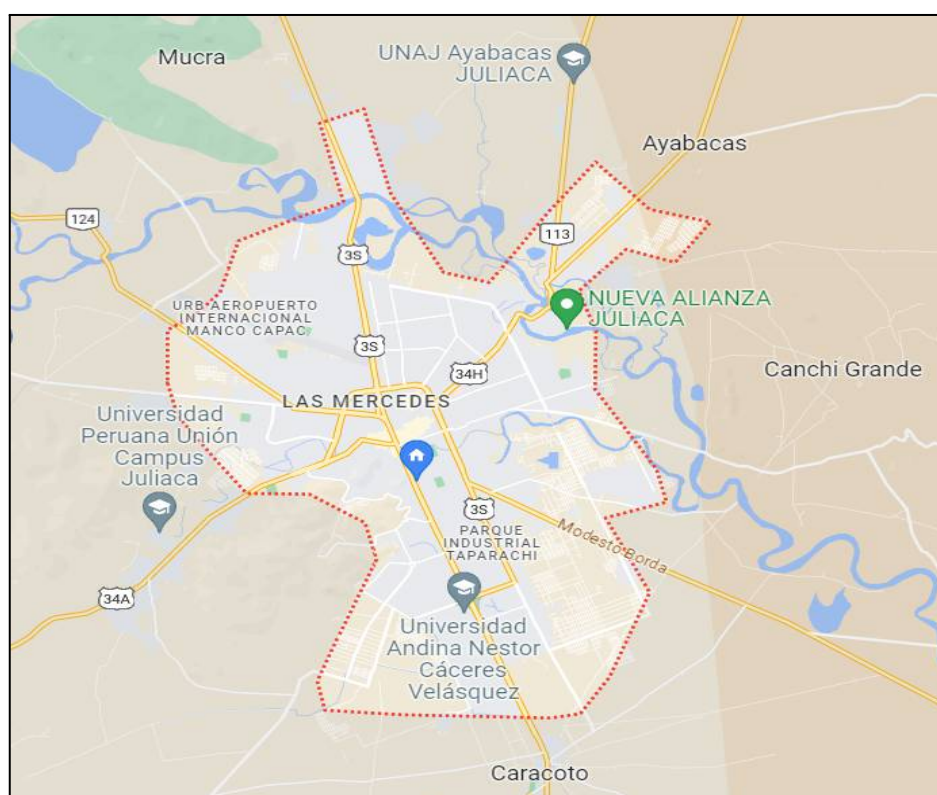 Mucra
UNAJ Ayabacas
JULIACA
Ayabacas
124
113
3S
URB AEROPUERTO
INTERNACIONAL
MANCO CAPAC
NUEVA ALIANZA
JULIACA
3S
34H
Canchi Grande
LAS MERCEDES
Universidad
Peruana Unión
Campus
Juliaca
3S
PARQUE
INDUSTRIAL
TAPARACHI
Modesto Borda
34A
Universidad
Andina Nestor
Cáceres
Velásquez
Caracoto